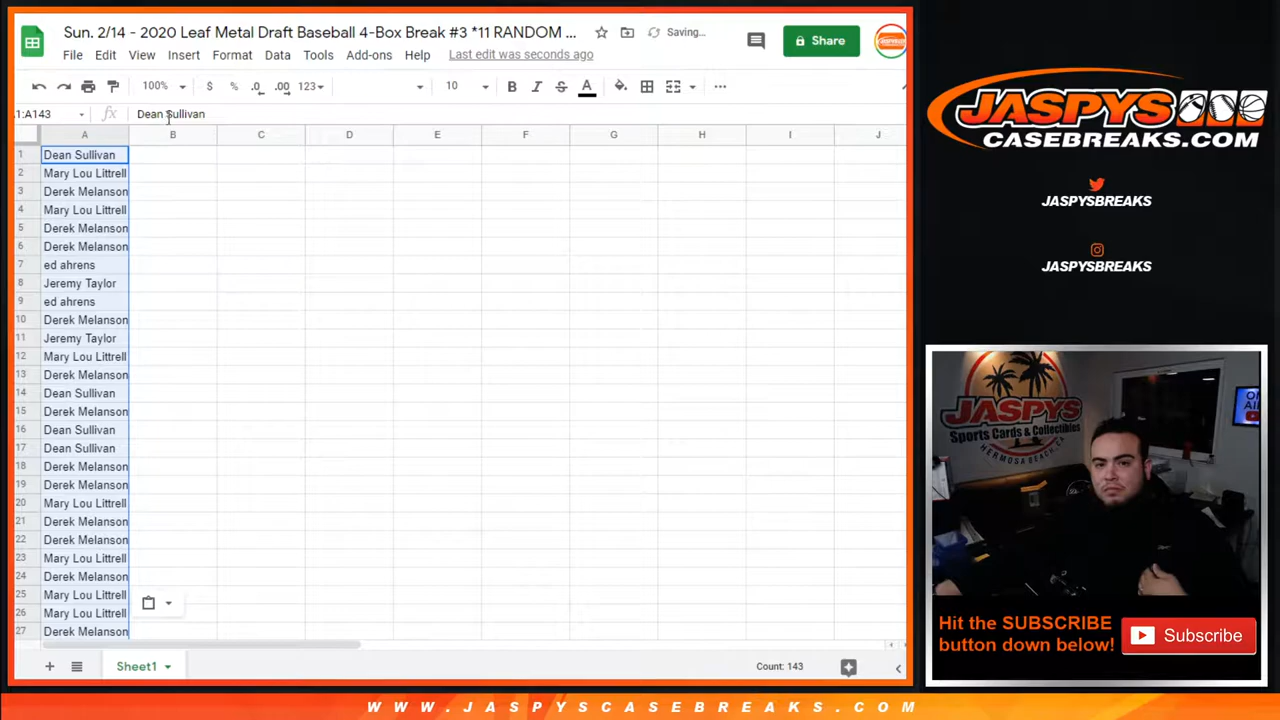 Sun. 2/14 - 2020 Leaf Metal Draft Baseball 4-Box Break #3 *11 RANDOM ...
Saving...
Share
File Edit View Insert Format Data Tools Add-ons Help Last edit was seconds ago
100% $ % .0 .00 123 10 B I S A ...
1:A143 fx Dean Sullivan
A B C D E F G H I J
1 Dean Sullivan
2 Mary Lou Littrell
3 Derek Melanson
4 Mary Lou Littrell
5 Derek Melanson
6 Derek Melanson
7 ed ahrens
8 Jeremy Taylor
9 ed ahrens
10 Derek Melanson
11 Jeremy Taylor
12 Mary Lou Littrell
13 Derek Melanson
14 Dean Sullivan
15 Derek Melanson
16 Dean Sullivan
17 Dean Sullivan
18 Derek Melanson
19 Derek Melanson
20 Mary Lou Littrell
21 Derek Melanson
22 Derek Melanson
23 Mary Lou Littrell
24 Derek Melanson
25 Mary Lou Littrell
26 Mary Lou Littrell
27 Derek Melanson
Sheet1
Count: 143
JASPYS
CASEBREAKS.COM
JASPYSBREAKS
JASPYSBREAKS
JASPYS
Sports Cards & Collectibles
HERMOSA BEACH, CA
Hit the SUBSCRIBE
button down below!
Subscribe
WWW.JASPYSCASEBREAKS.COM